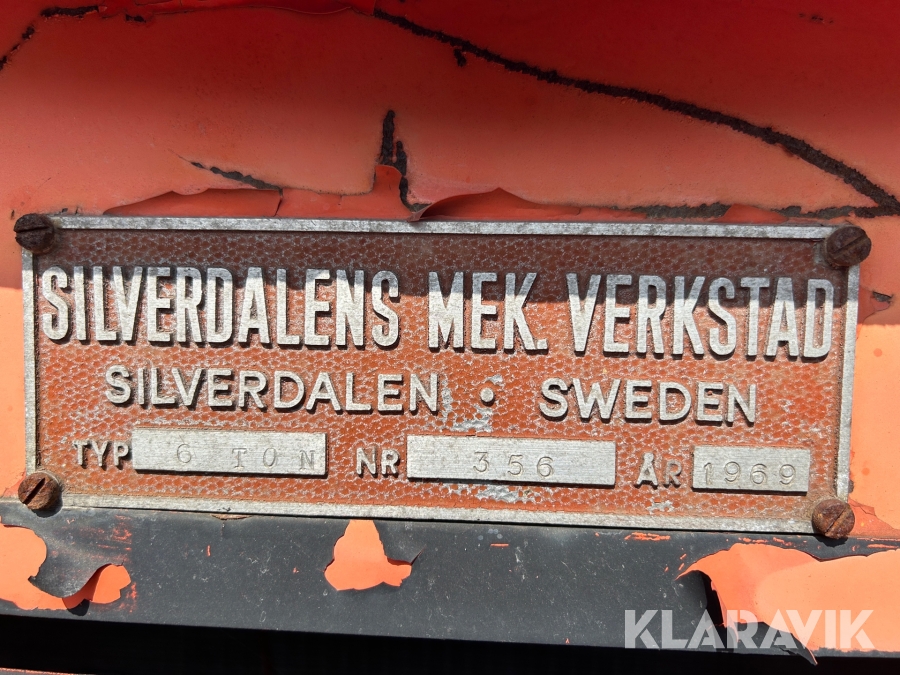 SILVERDALENS MEK. VERKSTAD
SILVERDALEN · SWEDEN
TYP 6 TON NR 356 ÅR 1969
KLARAVIK